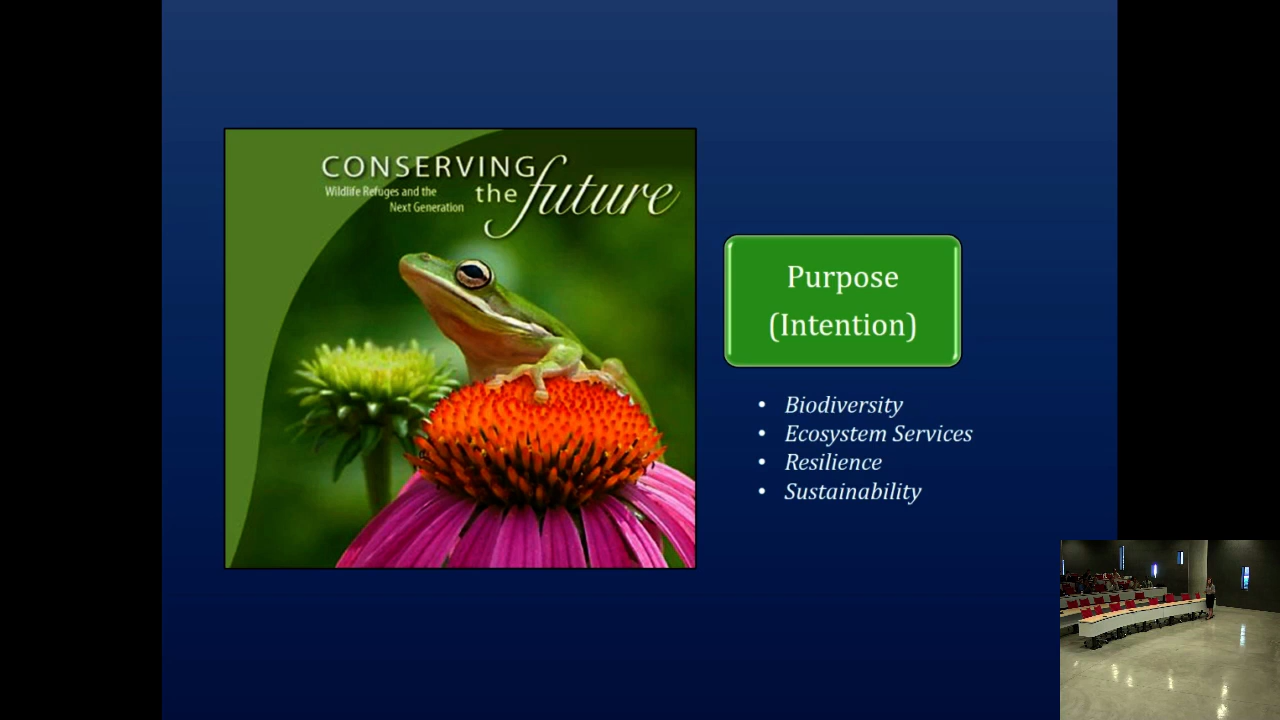 CONSERVING
Wildlife Refuges and the
Next Generation
the future
Purpose
(Intention)
• Biodiversity
• Ecosystem Services
• Resilience
• Sustainability